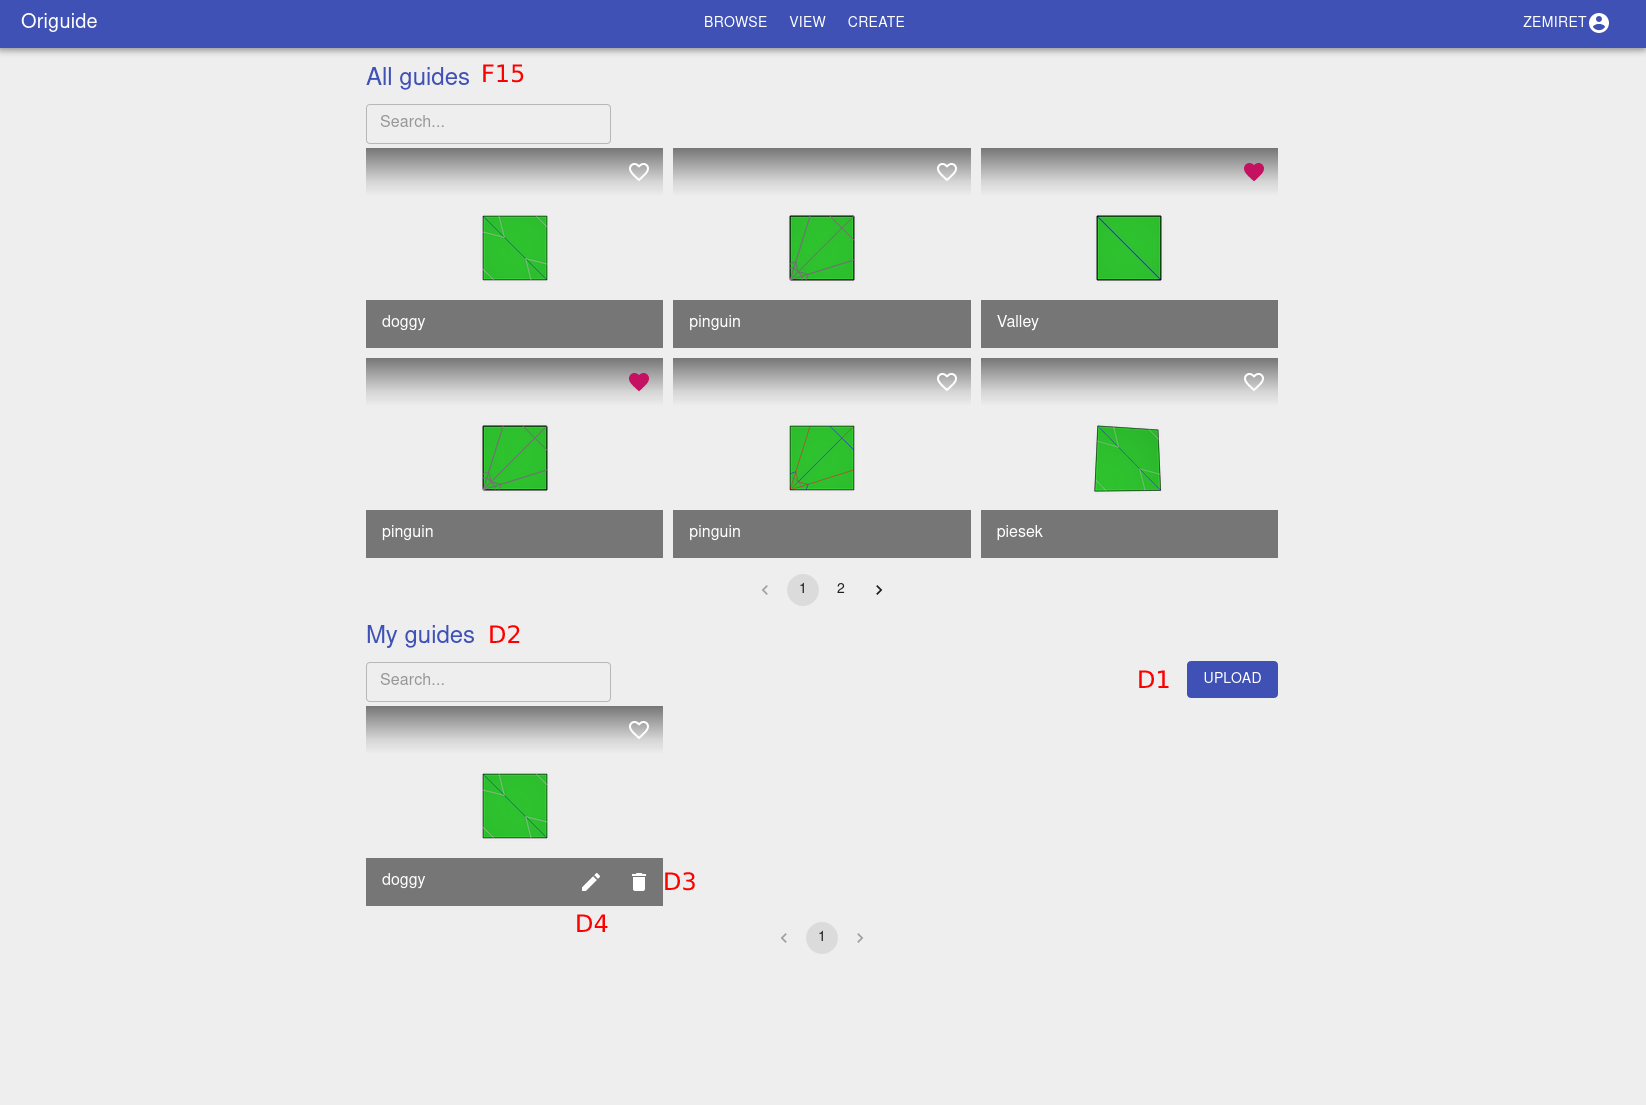 Origuide BROWSE VIEW CREATE ZEMIRET
All guides F15
Search...
doggy pinguin Valley
pinguin pinguin piesek
1 2
My guides D2
Search... D1 UPLOAD
doggy D3
D4
1